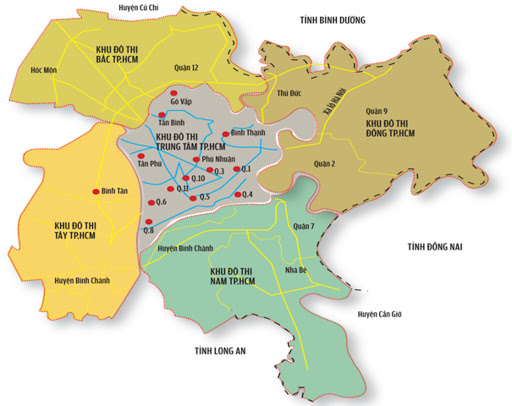 Huyện Củ Chi
TỈNH BÌNH DƯƠNG
KHU ĐÔ THỊ
BẮC TP.HCM
Hóc Môn
Quận 12
Thủ Đức
Xa lộ Hà Nội
Gò Vấp
Quận 9
KHU ĐÔ THỊ
ĐÔNG TP.HCM
Tân Bình
KHU ĐÔ THỊ
TRUNG TÂM TP.HCM
Bình Thạnh
Tân Phú
Phú Nhuận
Q.3
Q.1
Quận 2
Q.10
Q.11
Bình Tân
Q.5
Q.4
Q.6
Q.8
KHU ĐÔ THỊ
TÂY TP.HCM
Quận 7
Huyện Bình Chánh
TỈNH ĐỒNG NAI
Nhà Bè
KHU ĐÔ THỊ
NAM TP.HCM
Huyện Bình Chánh
Huyện Cần Giờ
TỈNH LONG AN